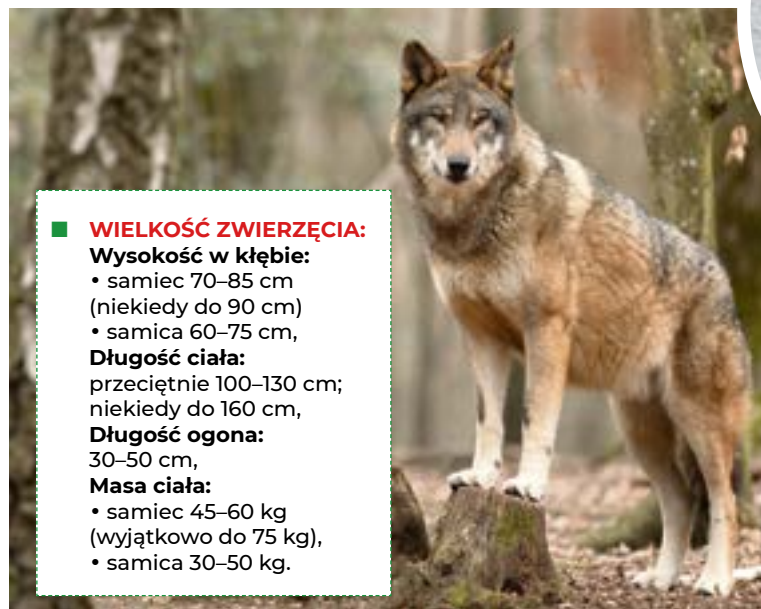 WIELKOŚĆ ZWIERZĘCIA:
Wysokość w kłębie:
• samiec 70–85 cm
(niekiedy do 90 cm)
• samica 60–75 cm,
Długość ciała:
przeciętnie 100–130 cm;
niekiedy do 160 cm,
Długość ogona:
30–50 cm,
Masa ciała:
• samiec 45–60 kg
(wyjątkowo do 75 kg),
• samica 30–50 kg.